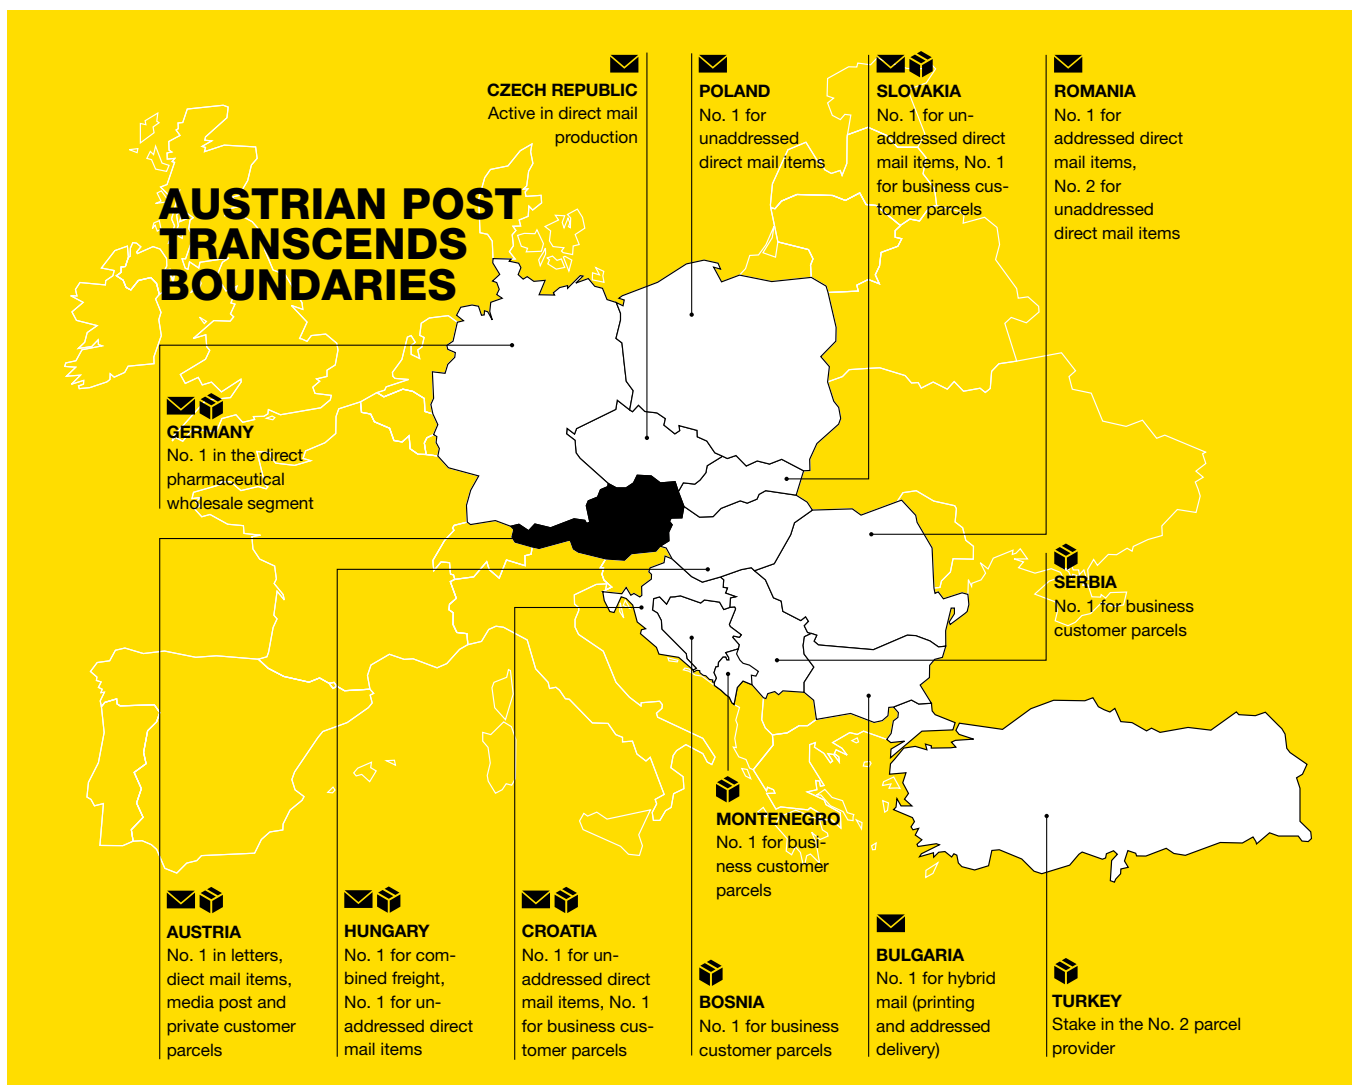 CZECH REPUBLIC
Active in direct mail
production
POLAND
No. 1 for
unaddressed
direct mail items
SLOVAKIA
No. 1 for un-
addressed direct
mail items, No. 1
for business cus-
tomer parcels
ROMANIA
No. 1 for
addressed direct
mail items,
No. 2 for
unaddressed
direct mail items
AUSTRIAN POST
TRANSCENDS
BOUNDARIES
GERMANY
No. 1 in the direct
pharmaceutical
wholesale segment
SERBIA
No. 1 for business
customer parcels
MONTENEGRO
No. 1 for busi-
ness customer
parcels
AUSTRIA
No. 1 in letters,
diect mail items,
media post and
private customer
parcels
HUNGARY
No. 1 for com-
bined freight,
No. 1 for un-
addressed direct
mail items
CROATIA
No. 1 for un-
addressed direct
mail items, No. 1
for business cus-
tomer parcels
BOSNIA
No. 1 for business
customer parcels
BULGARIA
No. 1 for hybrid
mail (printing
and addressed
delivery)
TURKEY
Stake in the No. 2 parcel
provider